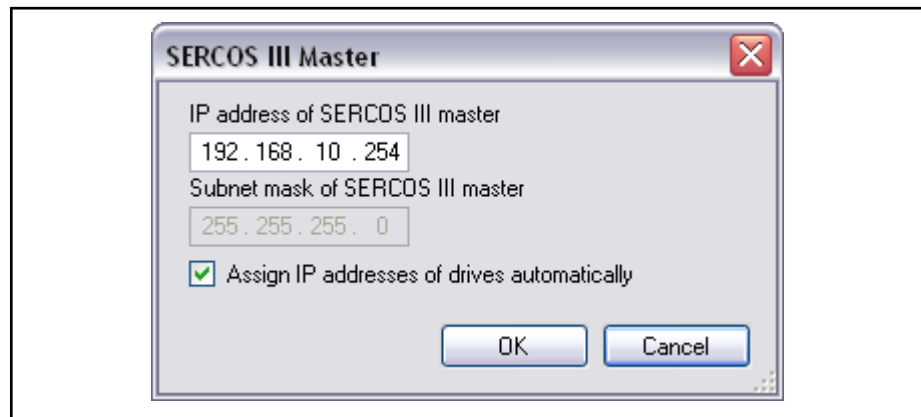 SERCOS III Master
IP address of SERCOS III master
192 . 168 . 10 . 254
Subnet mask of SERCOS III master
255 . 255 . 255 . 0
Assign IP addresses of drives automatically
OK Cancel